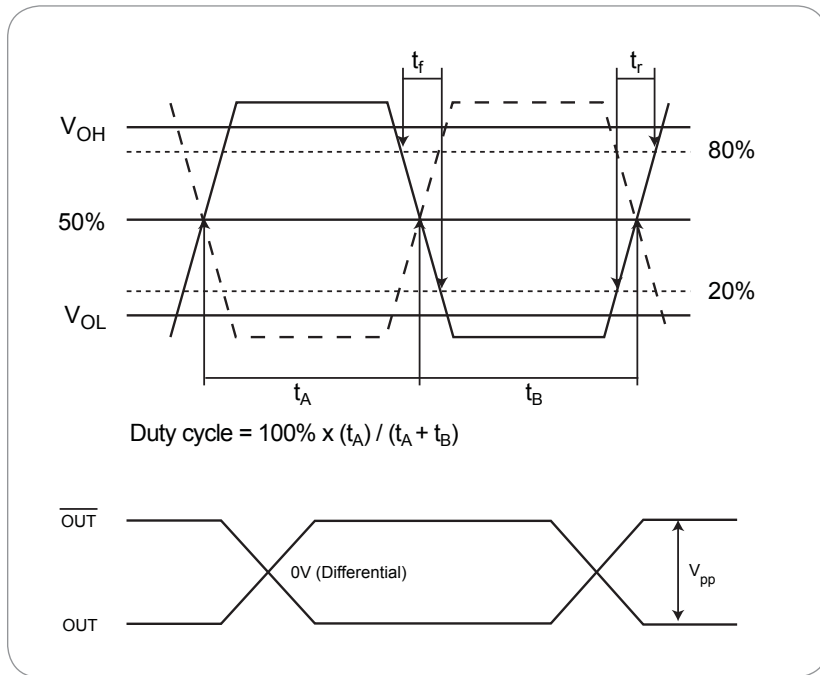 t_f
t_r
V_OH
80%
50%
20%
V_OL
t_A
t_B
Duty cycle = 100% x (t_A) / (t_A + t_B)
O̅U̅T̅
0V (Differential)
V_pp
OUT